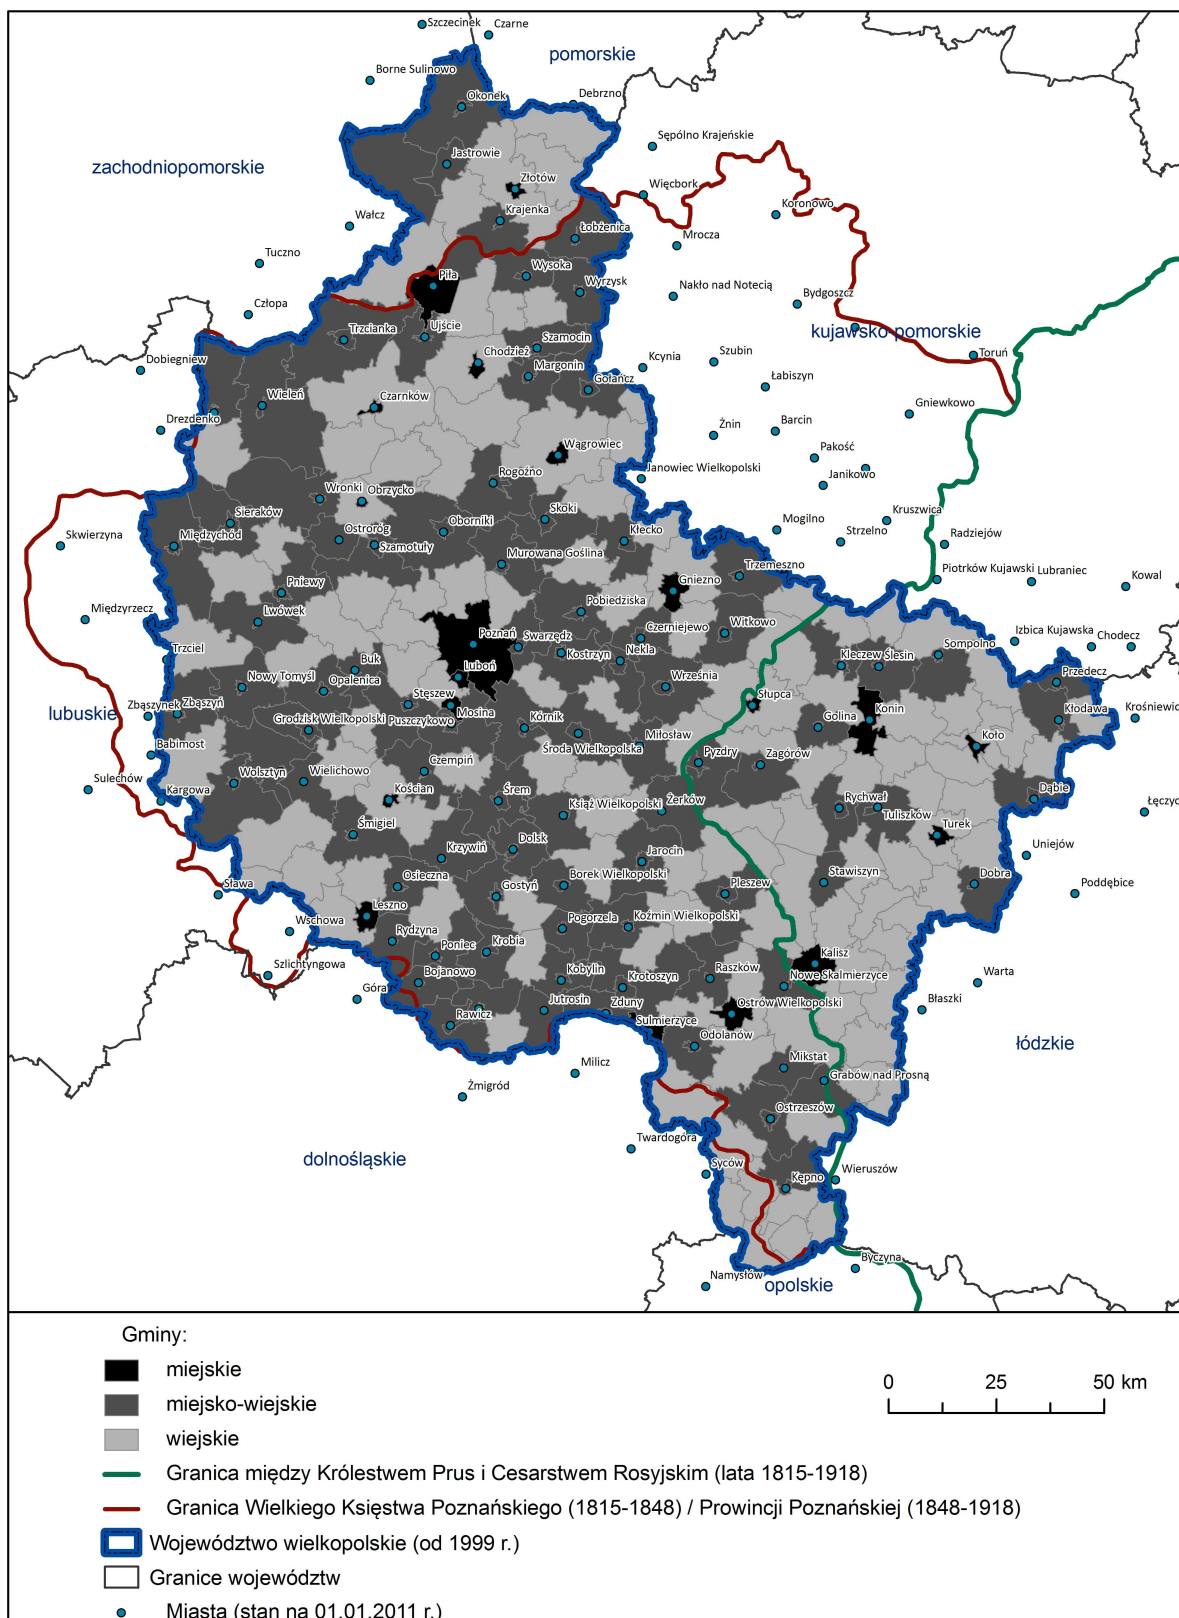 Szczecinek
Czarne
pomorskie
Borne Sulinowo
Okonek
Debrzno
Sępólno Krajeńskie
zachodniopomorskie
Jastrowie
Złotów
Więcbork
Krajenka
Koronowo
Wałcz
Łobżenica
Mrocza
Tuczno
Wysoka
Piła
Wyrzysk
Nakło nad Notecią
Bydgoszcz
Człopa
kujawsko-pomorskie
Trzcianka
Ujście
Szamocin
Toruń
Chodzież
Dobiegniew
Margonin
Kcynia
Szubin
Gołańcz
Łabiszyn
Wieleń
Czarnków
Gniewkowo
Drezdenko
Żnin
Barcin
Wągrowiec
Pakość
Janowiec Wielkopolski
Janikowo
Rogoźno
Wronki
Obrzycko
Skoki
Kruszwica
Sieraków
Mogilno
Strzelno
Radziejów
Skwierzyna
Międzychód
Ostroróg
Oborniki
Kłecko
Szamotuły
Murowana Goślina
Gniezno
Trzemeszno
Piotrków Kujawski
Lubraniec
Kowal
Pniewy
Międzyrzecz
Lwówek
Pobiedziska
Czerniejewo
Witkowo
Izbica Kujawska
Chodecz
Trzciel
Poznań
Swarzędz
Kostrzyn
Nekla
Kleczew
Ślesin
Sompolno
Buk
Luboń
Przedecz
Nowy Tomyśl
Opalenica
Września
Słupca
lubuskie
Zbąszynek
Zbąszyń
Stęszew
Mosina
Grodzisk Wielkopolski
Puszczykowo
Kórnik
Golina
Konin
Kłodawa
Krośniewice
Miłosław
Koło
Babimost
Środa Wielkopolska
Pyzdry
Zagórów
Czempiń
Sulechów
Kargowa
Wolsztyn
Wielichowo
Kościan
Śrem
Książ Wielkopolski
Żerków
Rychwał
Tuliszków
Dąbie
Łęczyca
Śmigiel
Turek
Krzywiń
Dolsk
Jarocin
Uniejów
Osieczna
Borek Wielkopolski
Stawiszyn
Dobra
Sława
Gostyń
Pleszew
Poddębice
Leszno
Wschowa
Pogorzela
Koźmin Wielkopolski
Rydzyna
Poniec
Krobia
Kalisz
Szlichtyngowa
Bojanowo
Kobylin
Krotoszyn
Raszków
Nowe Skalmierzyce
Warta
Góra
Ostrów Wielkopolski
Błaszki
Rawicz
Jutrosin
Zduny
Sulmierzyce
Odolanów
łódzkie
Mikstat
Milicz
Grabów nad Prosną
Żmigród
Ostrzeszów
Twardogóra
dolnośląskie
Syców
Wieruszów
Kępno
Byczyna
Namysłów
opolskie
Gminy:
miejskie
0 25 50 km
miejsko-wiejskie
wiejskie
Granica między Królestwem Prus i Cesarstwem Rosyjskim (lata 1815-1918)
Granica Wielkiego Księstwa Poznańskiego (1815-1848) / Prowincji Poznańskiej (1848-1918)
Województwo wielkopolskie (od 1999 r.)
Granice województw
Miasta (stan na 01.01.2011 r.)